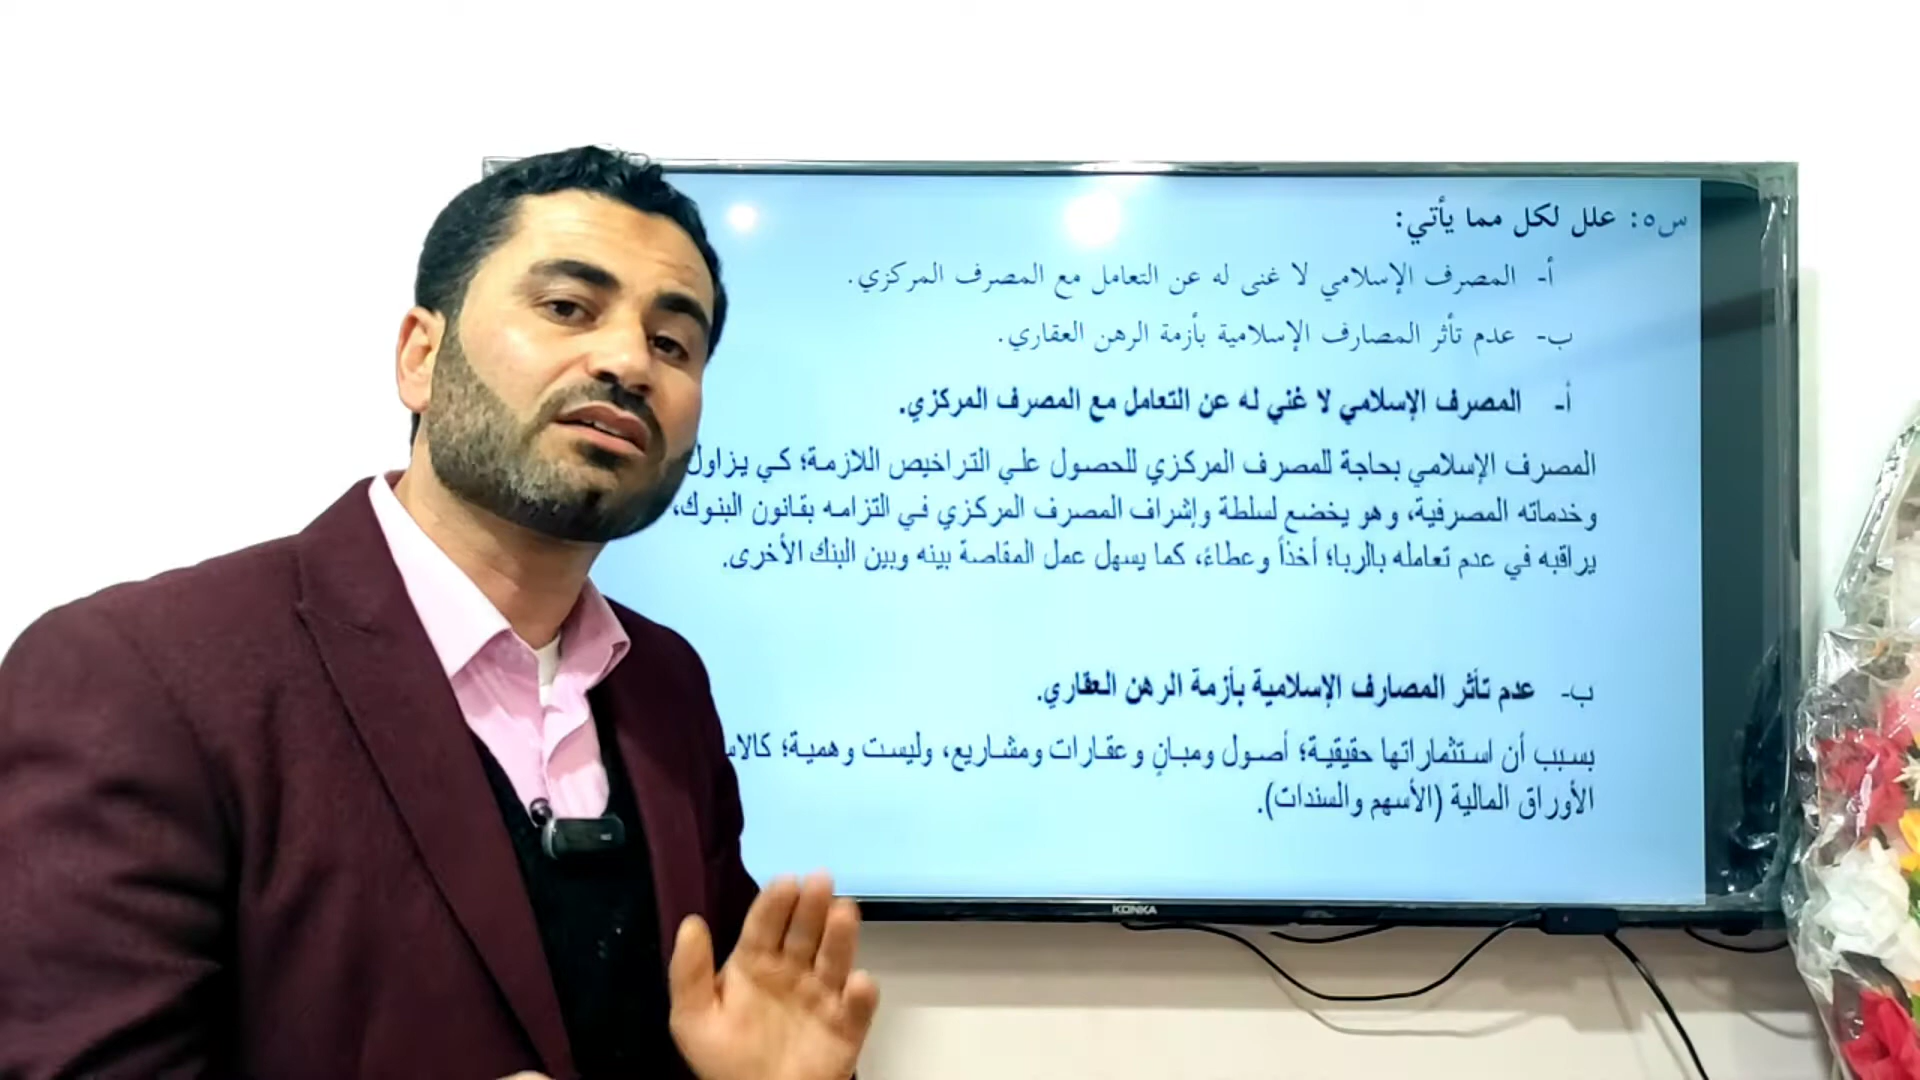 س٥: علل لكل مما يأتي:
أ- المصرف الإسلامي لا غنى له عن التعامل مع المصرف المركزي.
ب- عدم تأثر المصارف الإسلامية بأزمة الرهن العقاري.
أ- المصرف الإسلامي لا غني له عن التعامل مع المصرف المركزي.
المصرف الإسلامي بحاجة للمصرف المركزي للحصول علي التراخيص اللازمة؛ كي يزاول
وخدماته المصرفية، وهو يخضع لسلطة وإشراف المصرف المركزي في التزامه بقانون البنوك،
يراقبه في عدم تعامله بالربا؛ أخذاً وعطاءً، كما يسهل عمل المقاصة بينه وبين البنك الأخرى.
ب- عدم تأثر المصارف الإسلامية بأزمة الرهن العقاري.
بسبب أن استثماراتها حقيقية؛ أصول ومبانٍ وعقارات ومشاريع، وليست وهمية؛
الأوراق المالية (الأسهم والسندات).
KONKA